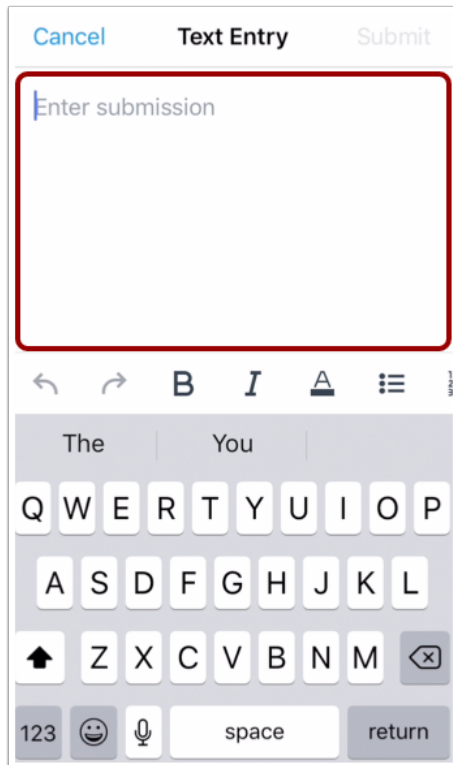 Cancel Text Entry Submit
Enter submission
B I A
The You
Q W E R T Y U I O P
A S D F G H J K L
Z X C V B N M
123 space return